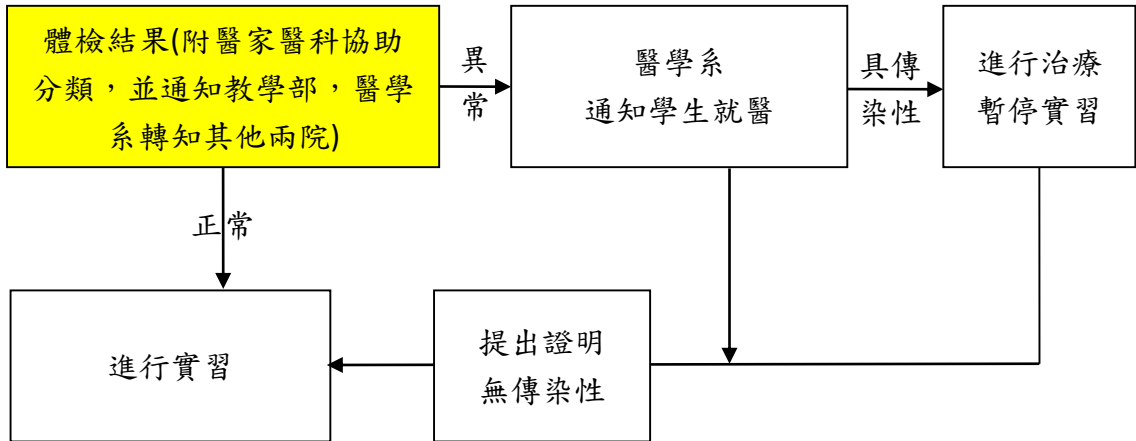 體檢結果(附醫家醫科協助
分類，並通知教學部，醫學
系轉知其他兩院)
異
常
醫學系
通知學生就醫
具傳
染性
進行治療
暫停實習
正常
進行實習
提出證明
無傳染性